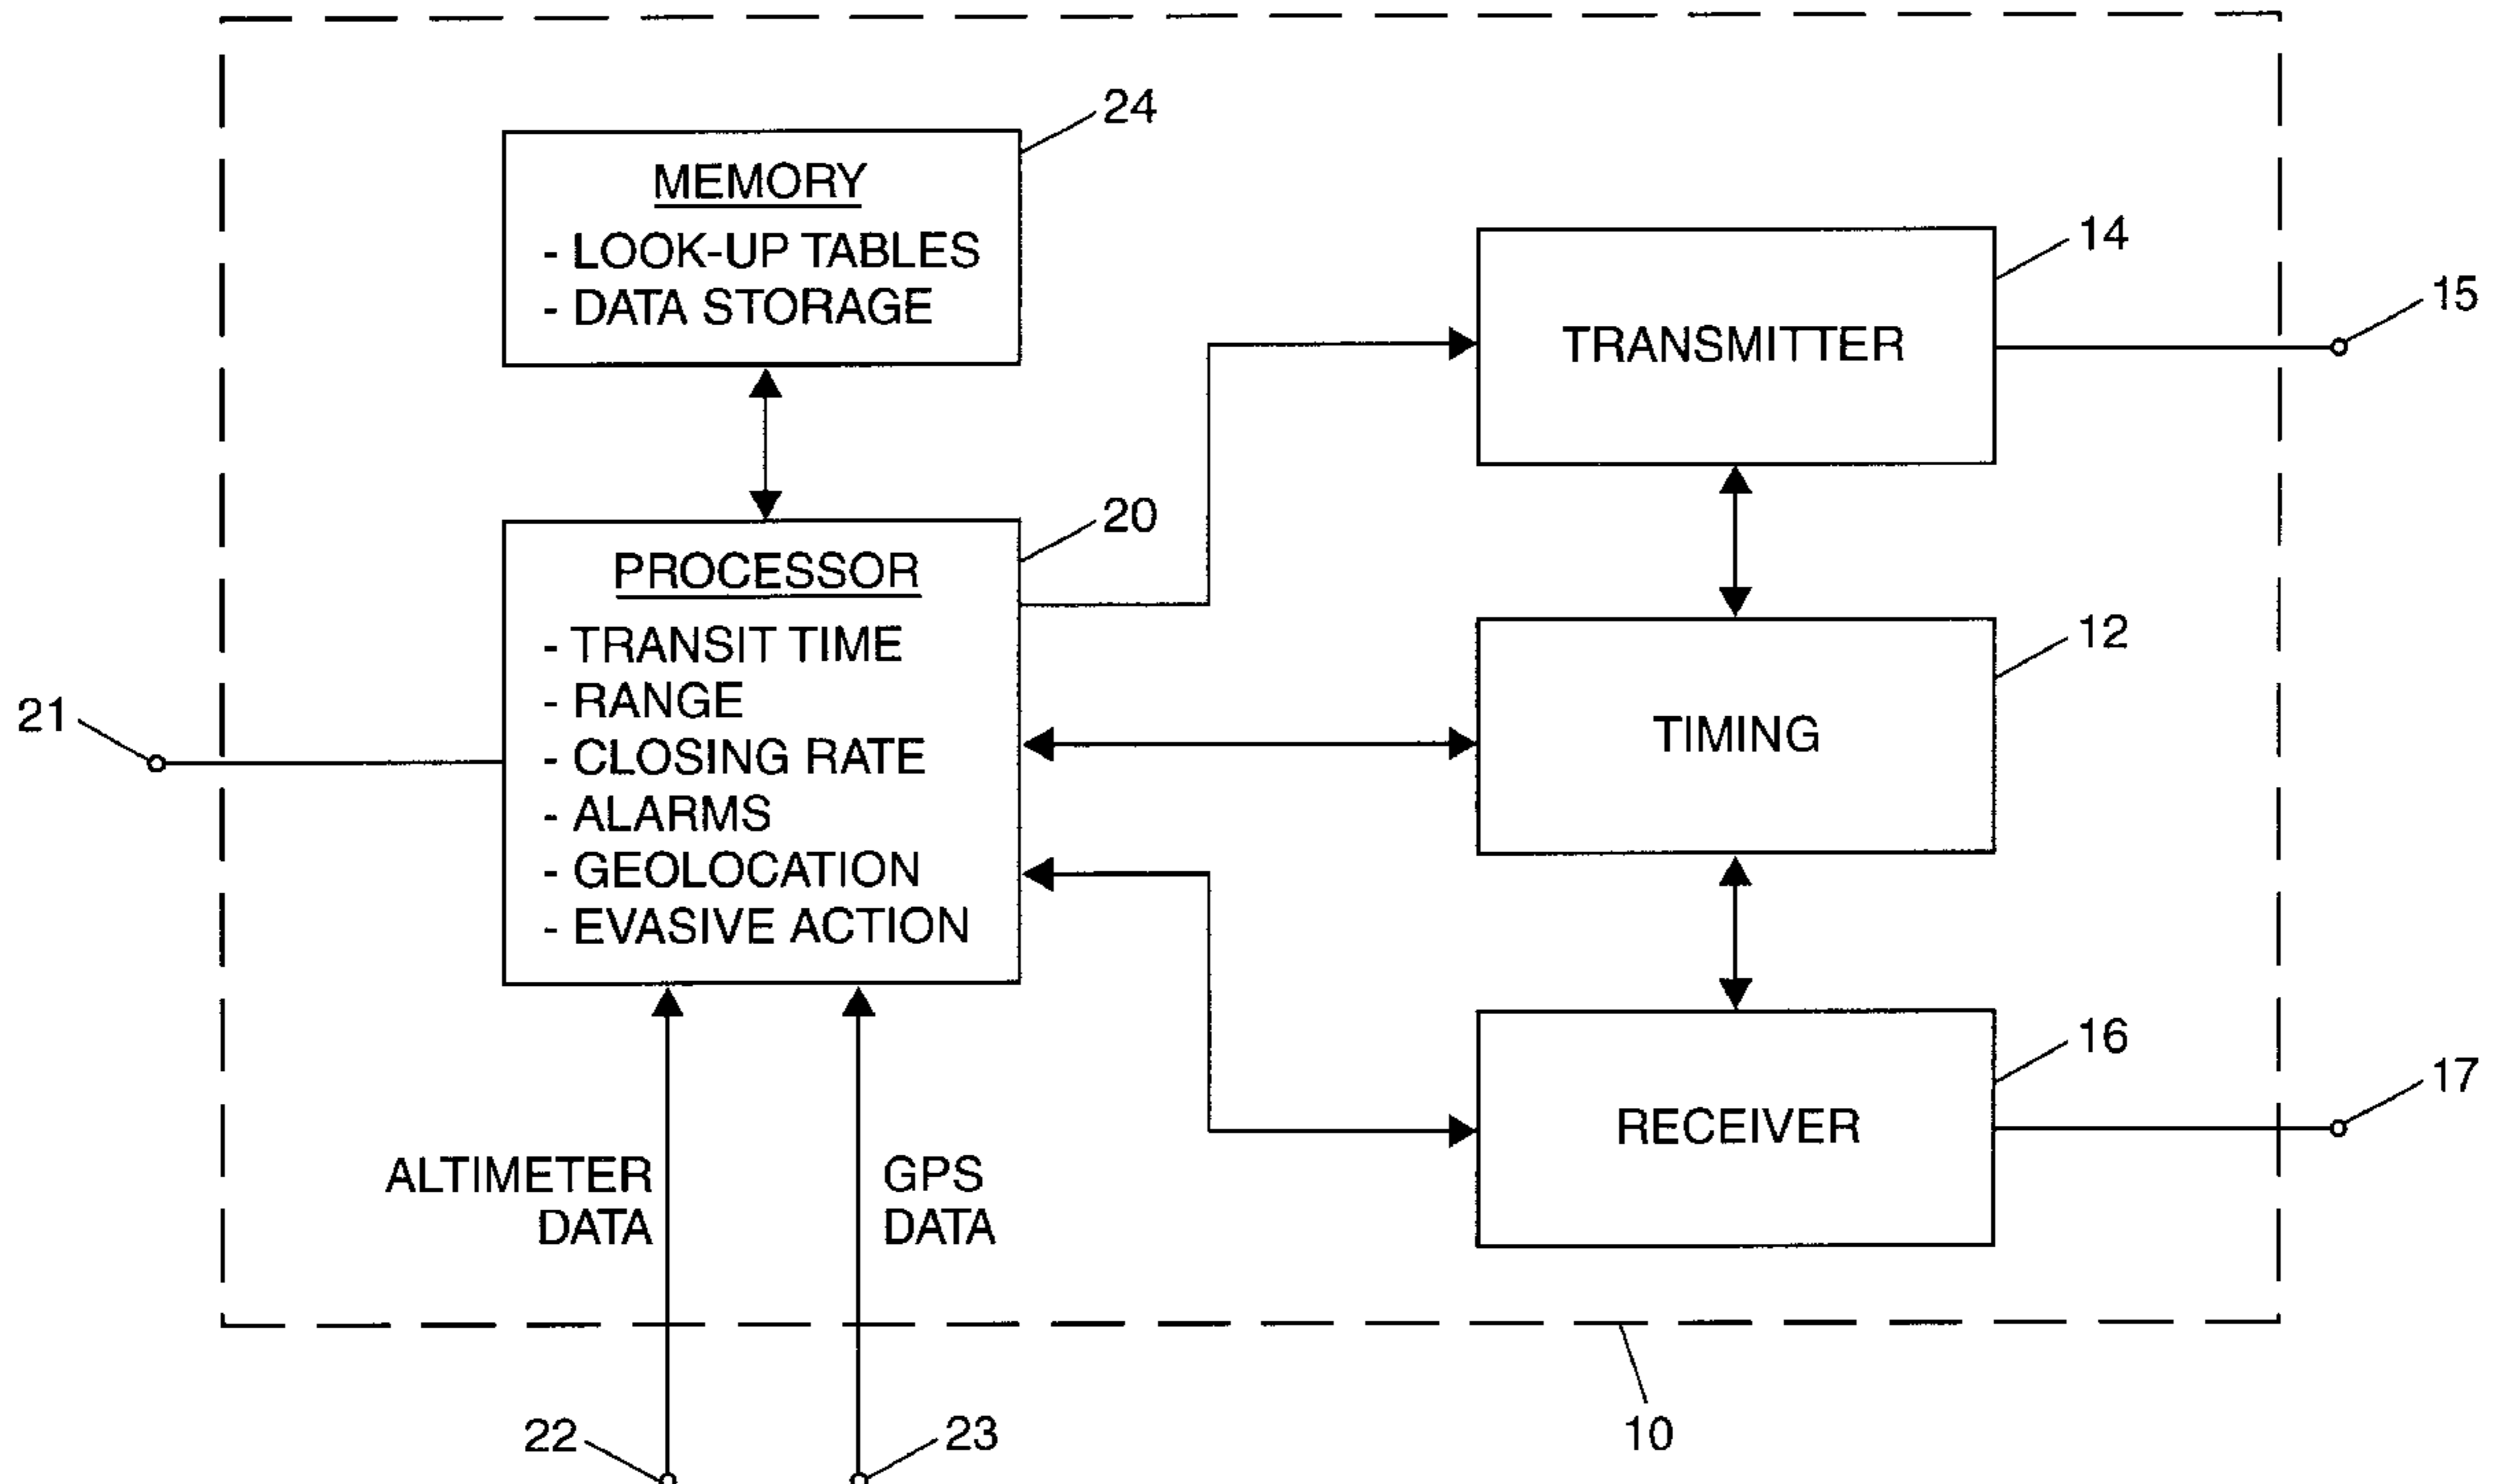 24
MEMORY
- LOOK-UP TABLES
- DATA STORAGE
14
15
TRANSMITTER
20
PROCESSOR
- TRANSIT TIME
- RANGE
- CLOSING RATE
- ALARMS
- GEOLOCATION
- EVASIVE ACTION
12
TIMING
21
16
17
RECEIVER
ALTIMETER
DATA
GPS
DATA
22
23
10